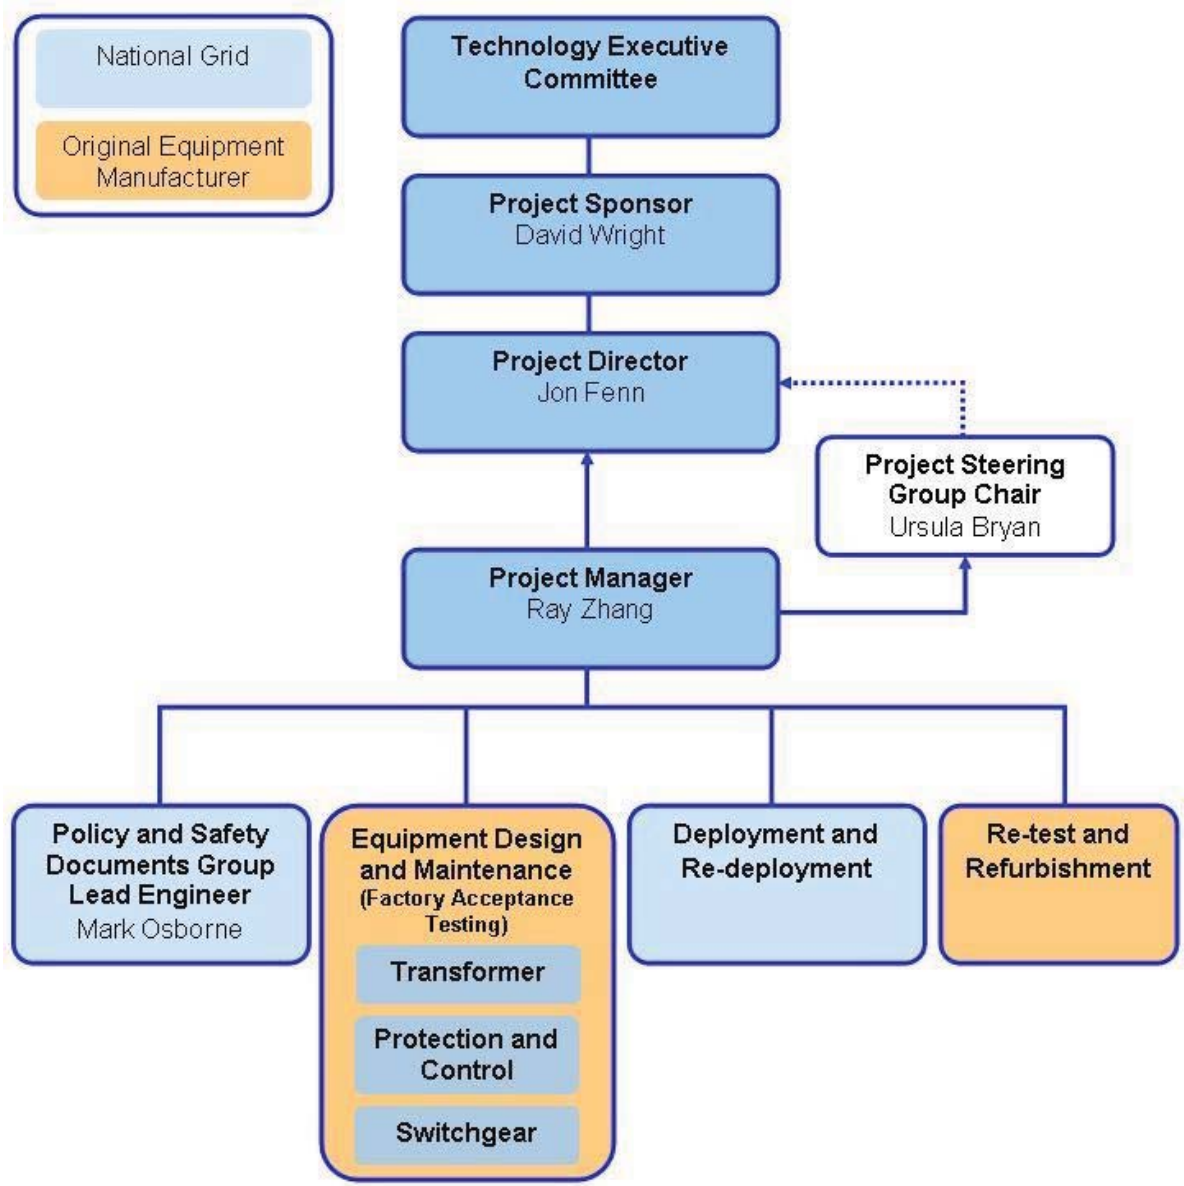 National Grid
Original Equipment
Manufacturer
Technology Executive
Committee
Project Sponsor
David Wright
Project Director
Jon Fenn
Project Steering
Group Chair
Ursula Bryan
Project Manager
Ray Zhang
Policy and Safety
Documents Group
Lead Engineer
Mark Osborne
Equipment Design
and Maintenance
(Factory Acceptance
Testing)
Transformer
Protection and
Control
Switchgear
Deployment and
Re-deployment
Re-test and
Refurbishment